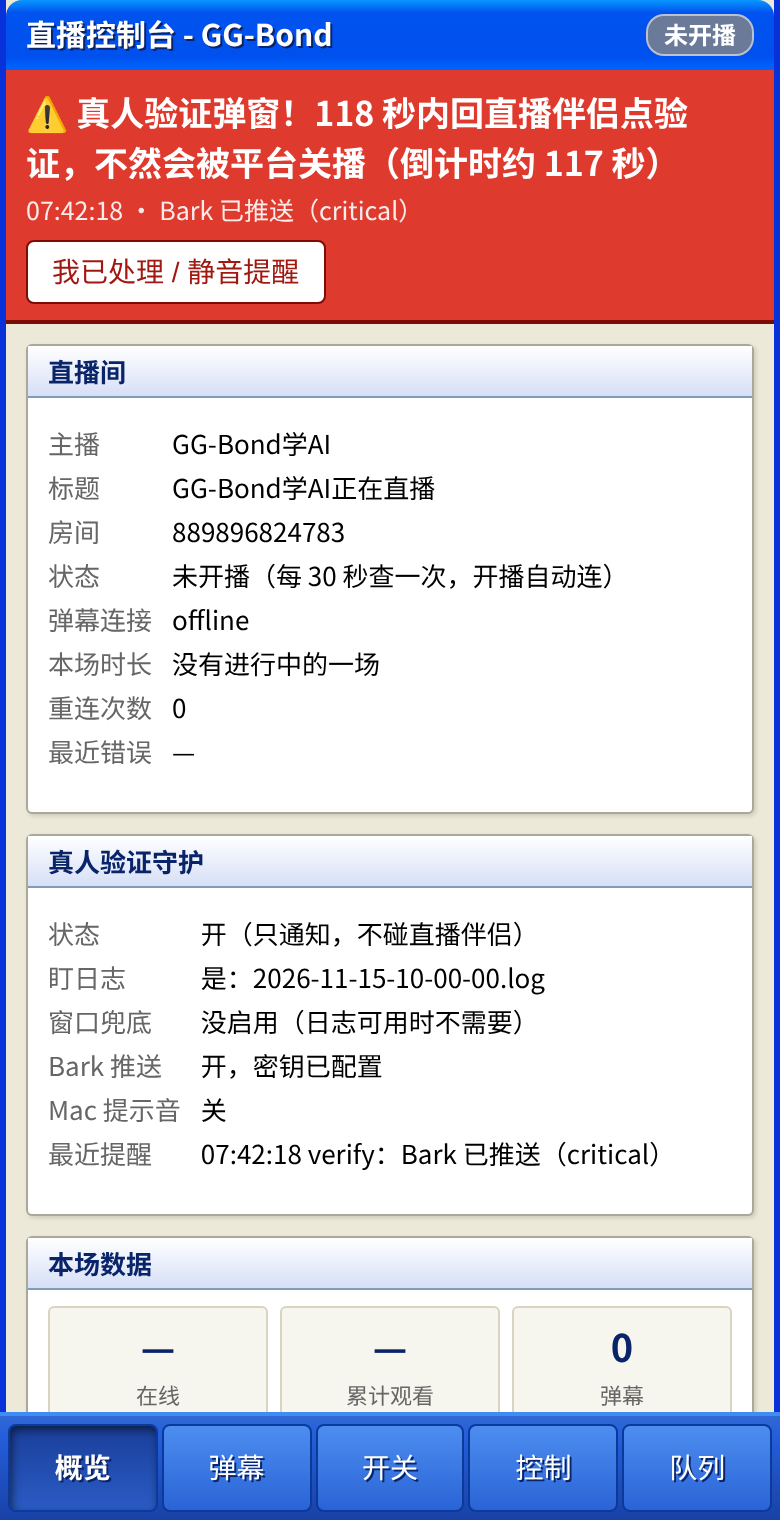 直播控制台 - GG-Bond
未开播
⚠️ 真人验证弹窗！118 秒内回直播伴侣点验
证，不然会被平台关播（倒计时约 117 秒）
07:42:18 · Bark 已推送（critical）
我已处理 / 静音提醒
直播间
主播 GG-Bond学AI
标题 GG-Bond学AI正在直播
房间 889896824783
状态 未开播（每 30 秒查一次，开播自动连）
弹幕连接 offline
本场时长 没有进行中的一场
重连次数 0
最近错误 —
真人验证守护
状态 开（只通知，不碰直播伴侣）
盯日志 是：2026-11-15-10-00-00.log
窗口兜底 没启用（日志可用时不需要）
Bark 推送 开，密钥已配置
Mac 提示音 关
最近提醒 07:42:18 verify：Bark 已推送（critical）
本场数据
— — 0
在线 累计观看 弹幕
概览 弹幕 开关 控制 队列